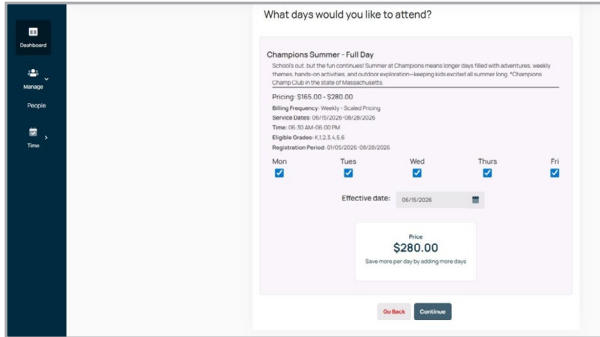 What days would you like to attend?
Dashboard
Manage
People
Time
Champions Summer - Full Day
School's out, but the fun continues! Summer at Champions means longer days filled with adventures, weekly
themes, hands-on activities, and outdoor exploration—keeping kids excited all summer long. *Champions
Champ Club in the state of Massachusetts.
Pricing: $165.00 - $280.00
Billing Frequency: Weekly - Scaled Pricing
Service Dates: 06/15/2026-08/28/2026
Time: 06:30 AM-06:00 PM
Eligible Grades: K,1,2,3,4,5,6
Registration Period: 01/05/2026-08/28/2026
Mon Tues Wed Thurs Fri
Effective date: 06/15/2026
Price
$280.00
Save more per day by adding more days
Go Back Continue